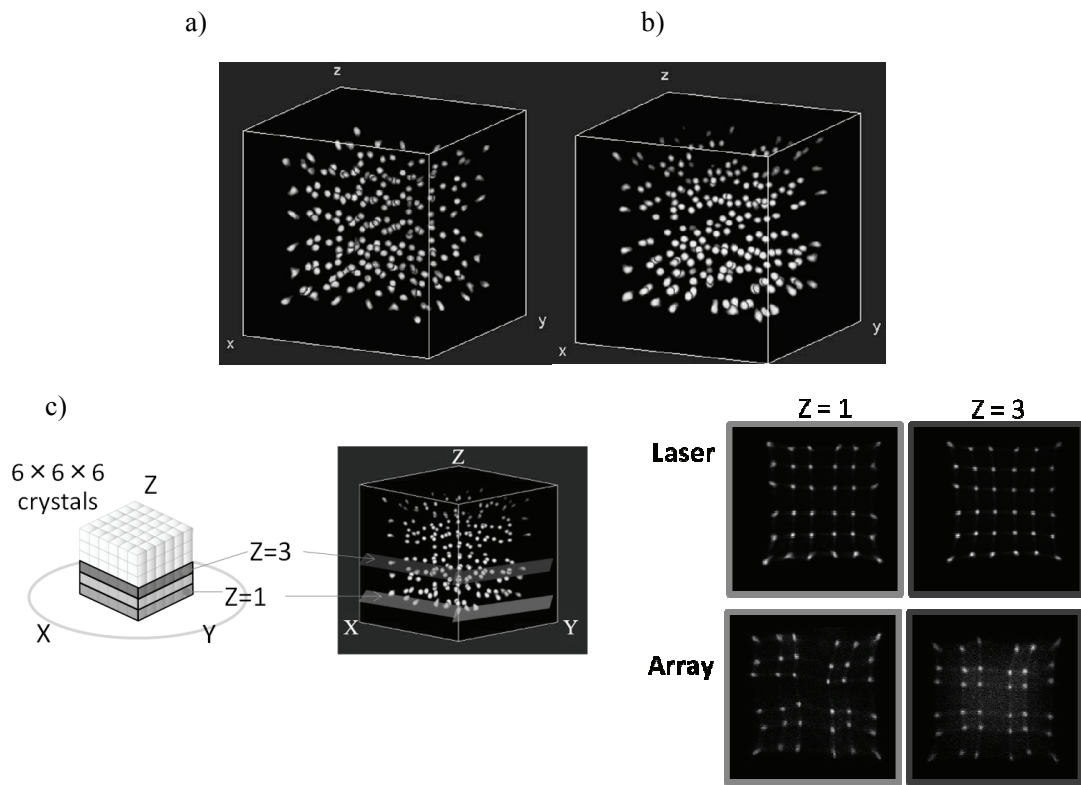 a)
b)
z
z
x
y
x
y
c)
6 × 6 × 6
crystals
Z
Z=3
Z=1
X
Y
Z
X
Y
Z = 1
Z = 3
Laser
Array